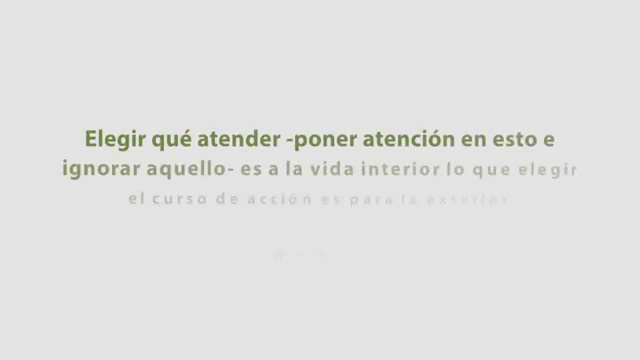 Elegir qué atender -poner atención en esto e
ignorar aquello- es a la vida interior lo que elegir
el curso de acción es para lo exterior